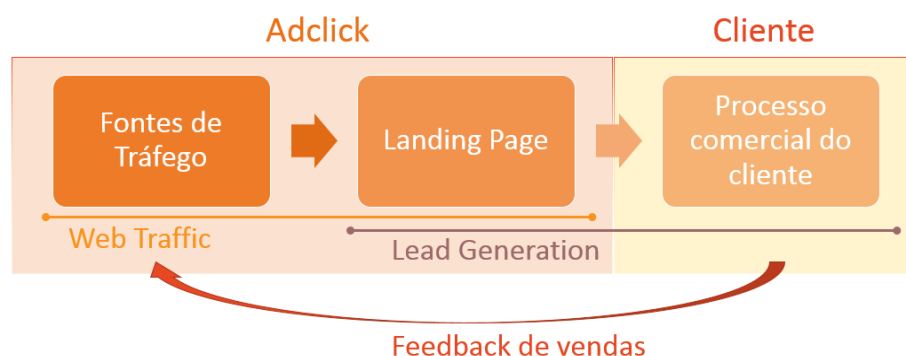 Adclick
Cliente
Fontes de
Tráfego
Landing Page
Processo
comercial do
cliente
Web Traffic
Lead Generation
Feedback de vendas